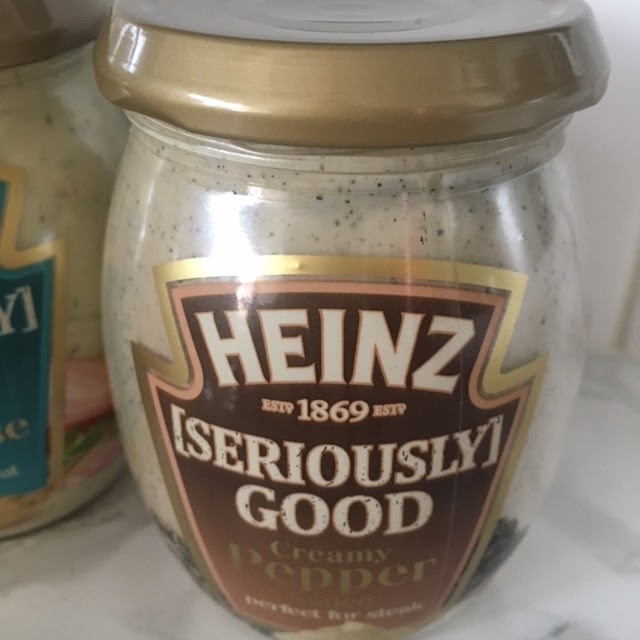 HEINZ
ESTD 1869 ESTD
[SERIOUSLY]
GOOD
Creamy
Pepper
perfect for steak
Y]